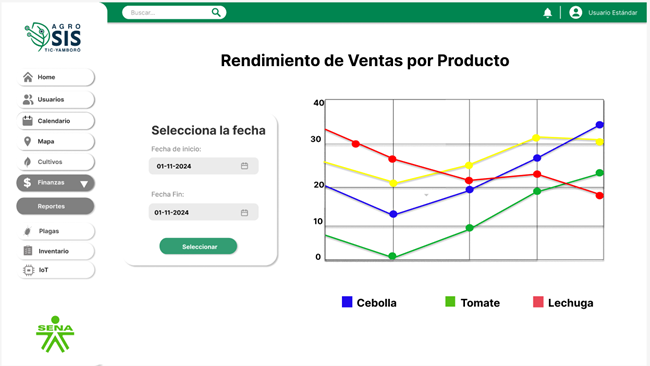 AGRO
SIS
TIC-YAMBORÓ
Buscar...
Usuario Estándar
Home
Usuarios
Calendario
Mapa
Cultivos
$ Finanzas
Reportes
Plagas
Inventario
IoT
SENA
Rendimiento de Ventas por Producto
Selecciona la fecha
Fecha de inicio:
01-11-2024
Fecha Fin:
01-11-2024
Seleccionar
40
30
20
10
0
Cebolla
Tomate
Lechuga